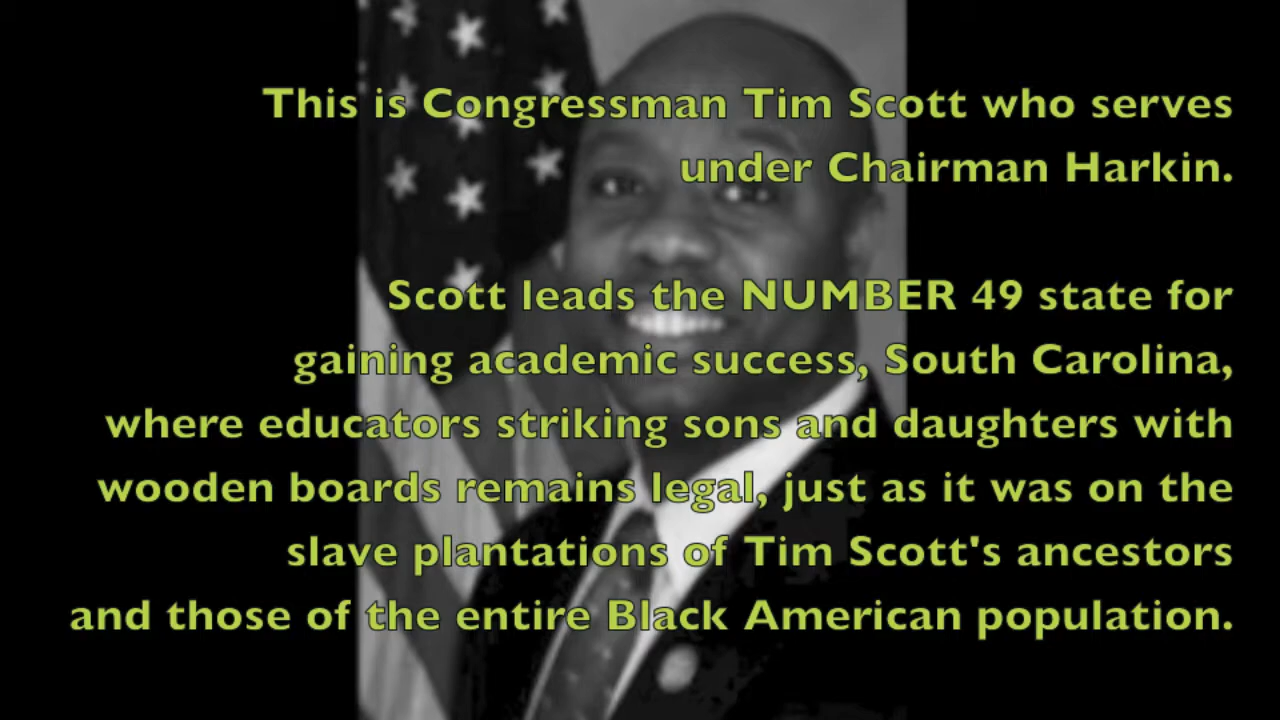 This is Congressman Tim Scott who serves
under Chairman Harkin.
Scott leads the NUMBER 49 state for
gaining academic success, South Carolina,
where educators striking sons and daughters with
wooden boards remains legal, just as it was on the
slave plantations of Tim Scott's ancestors
and those of the entire Black American population.